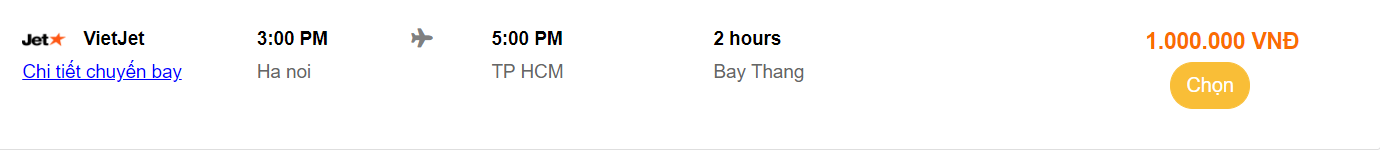 Jet★ VietJet 3:00 PM 5:00 PM 2 hours 1.000.000 VNĐ
Chi tiết chuyến bay Ha noi TP HCM Bay Thang Chọn